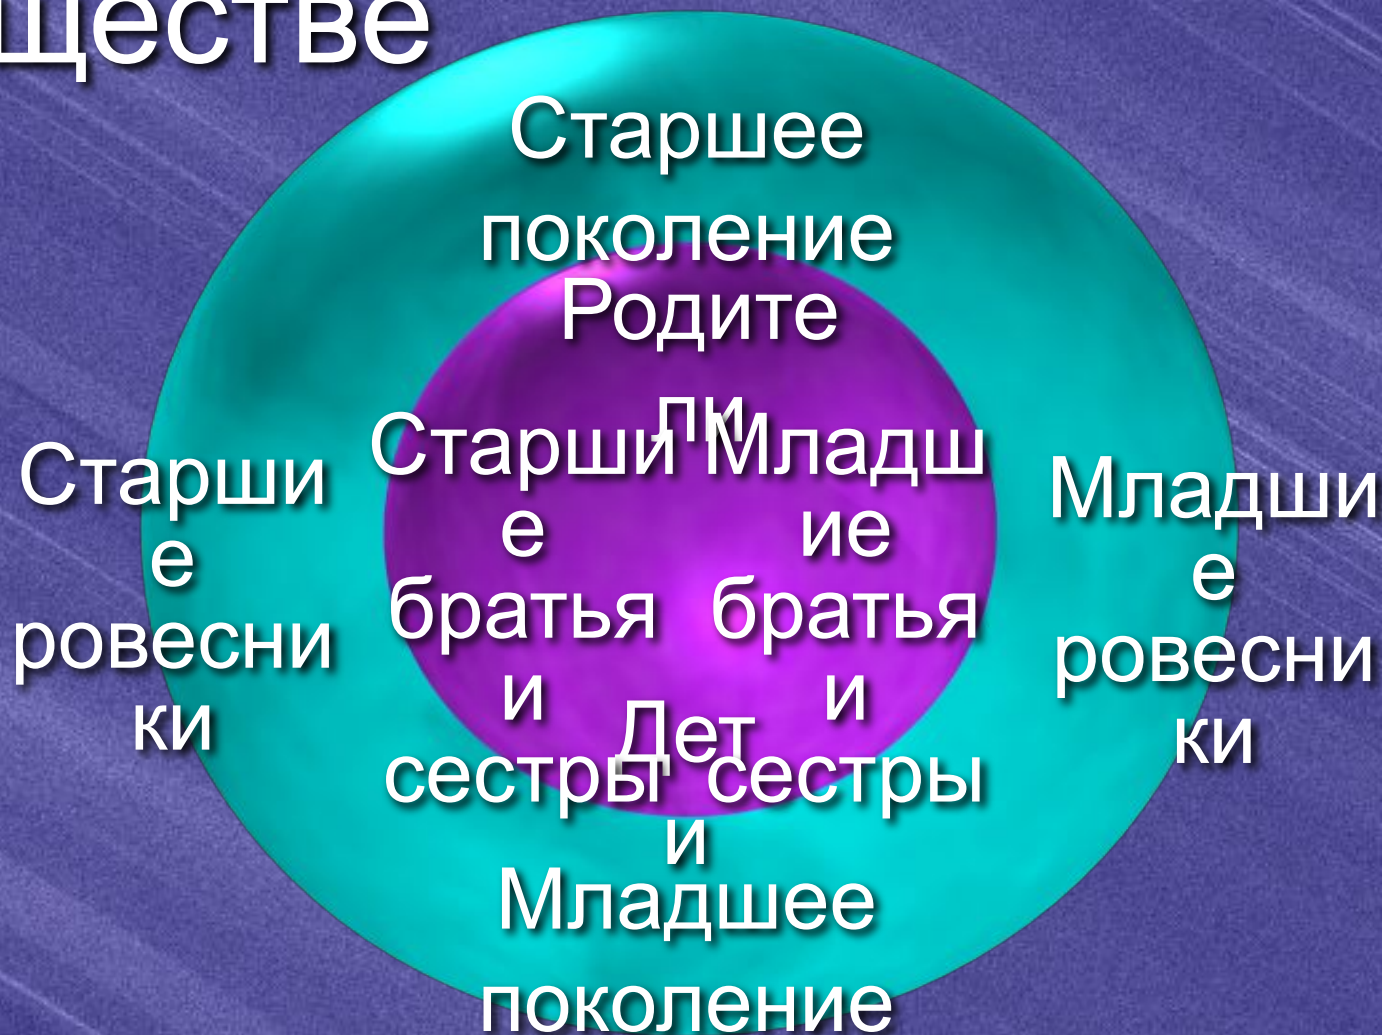 ществе
Старшее
поколение
Родите
ли
Старши
е
братья
и
сестры
Младш
ие
братья
и
сестры
Старши
е
ровесни
ки
Младши
е
ровесни
ки
Дет
и
Младшее
поколение